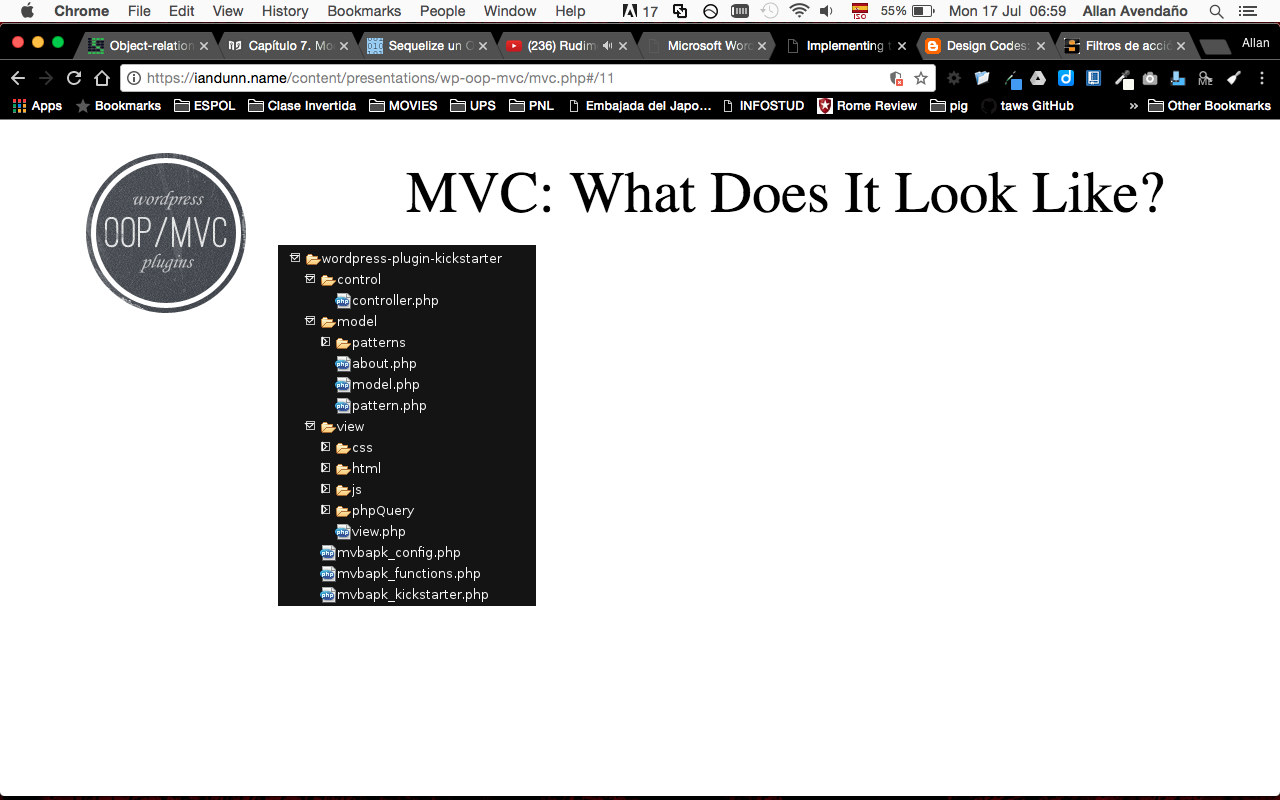 Chrome File Edit View History Bookmarks People Window Help 17 ISO 55% Mon 17 Jul 06:59 Allan Avendaño
Object-relation Capítulo 7. Mo Sequelize un O (236) Rudim Microsoft Word Implementing t Design Codes: Filtros de acció Allan
https://iandunn.name/content/presentations/wp-oop-mvc/mvc.php#/11
Apps Bookmarks ESPOL Clase Invertida MOVIES UPS PNL Embajada del Japo... INFOSTUD Rome Review pig taws GitHub » Other Bookmarks
wordpress
OOP/MVC
plugins
MVC: What Does It Look Like?
wordpress-plugin-kickstarter
control
controller.php
model
patterns
about.php
model.php
pattern.php
view
css
html
js
phpQuery
view.php
mvbapk_config.php
mvbapk_functions.php
mvbapk_kickstarter.php